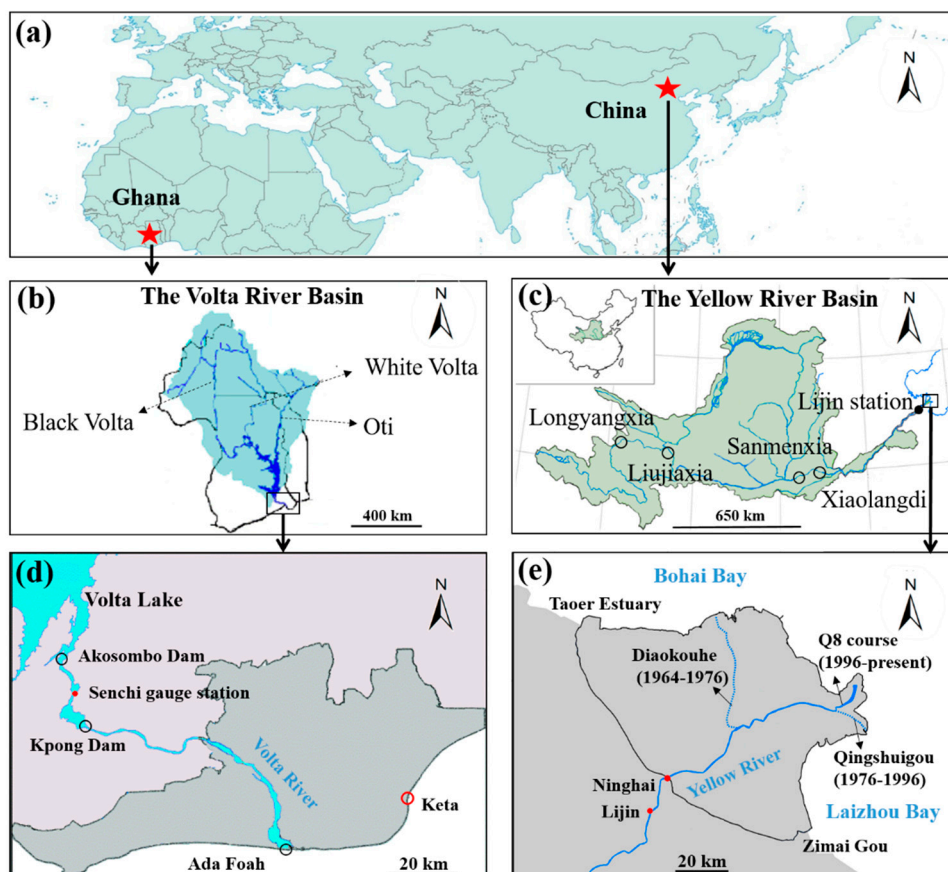 (a)
N
China
Ghana
(b)
The Volta River Basin
N
White Volta
Black Volta
Oti
400 km
(c)
The Yellow River Basin
N
Lijin station
Longyangxia
Sanmenxia
Liujiaxia
Xiaolangdi
650 km
(d)
N
Volta Lake
Akosombo Dam
Senchi gauge station
Kpong Dam
Volta River
Keta
Ada Foah
20 km
(e)
Bohai Bay
N
Taoer Estuary
Q8 course
(1996-present)
Diaokouhe
(1964-1976)
Qingshuigou
(1976-1996)
Yellow River
Ninghai
Lijin
Laizhou Bay
Zimai Gou
20 km